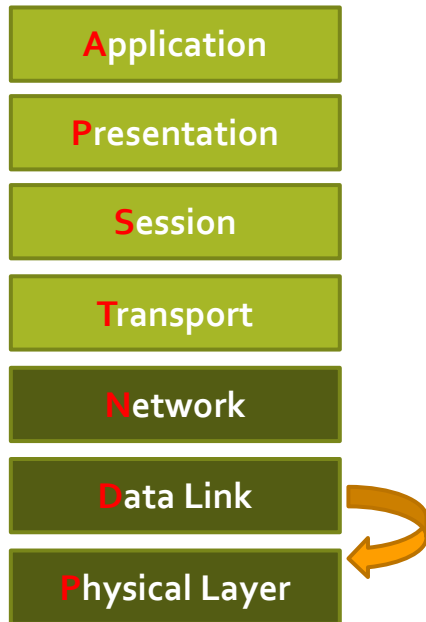 Application
Presentation
Session
Transport
Network
Data Link
Physical Layer